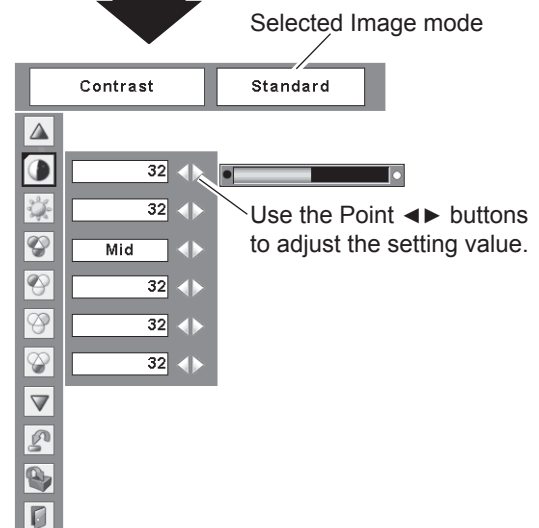 Selected Image mode
Contrast Standard
32
32
Mid
32
32
32
Use the Point ◄► buttons
to adjust the setting value.